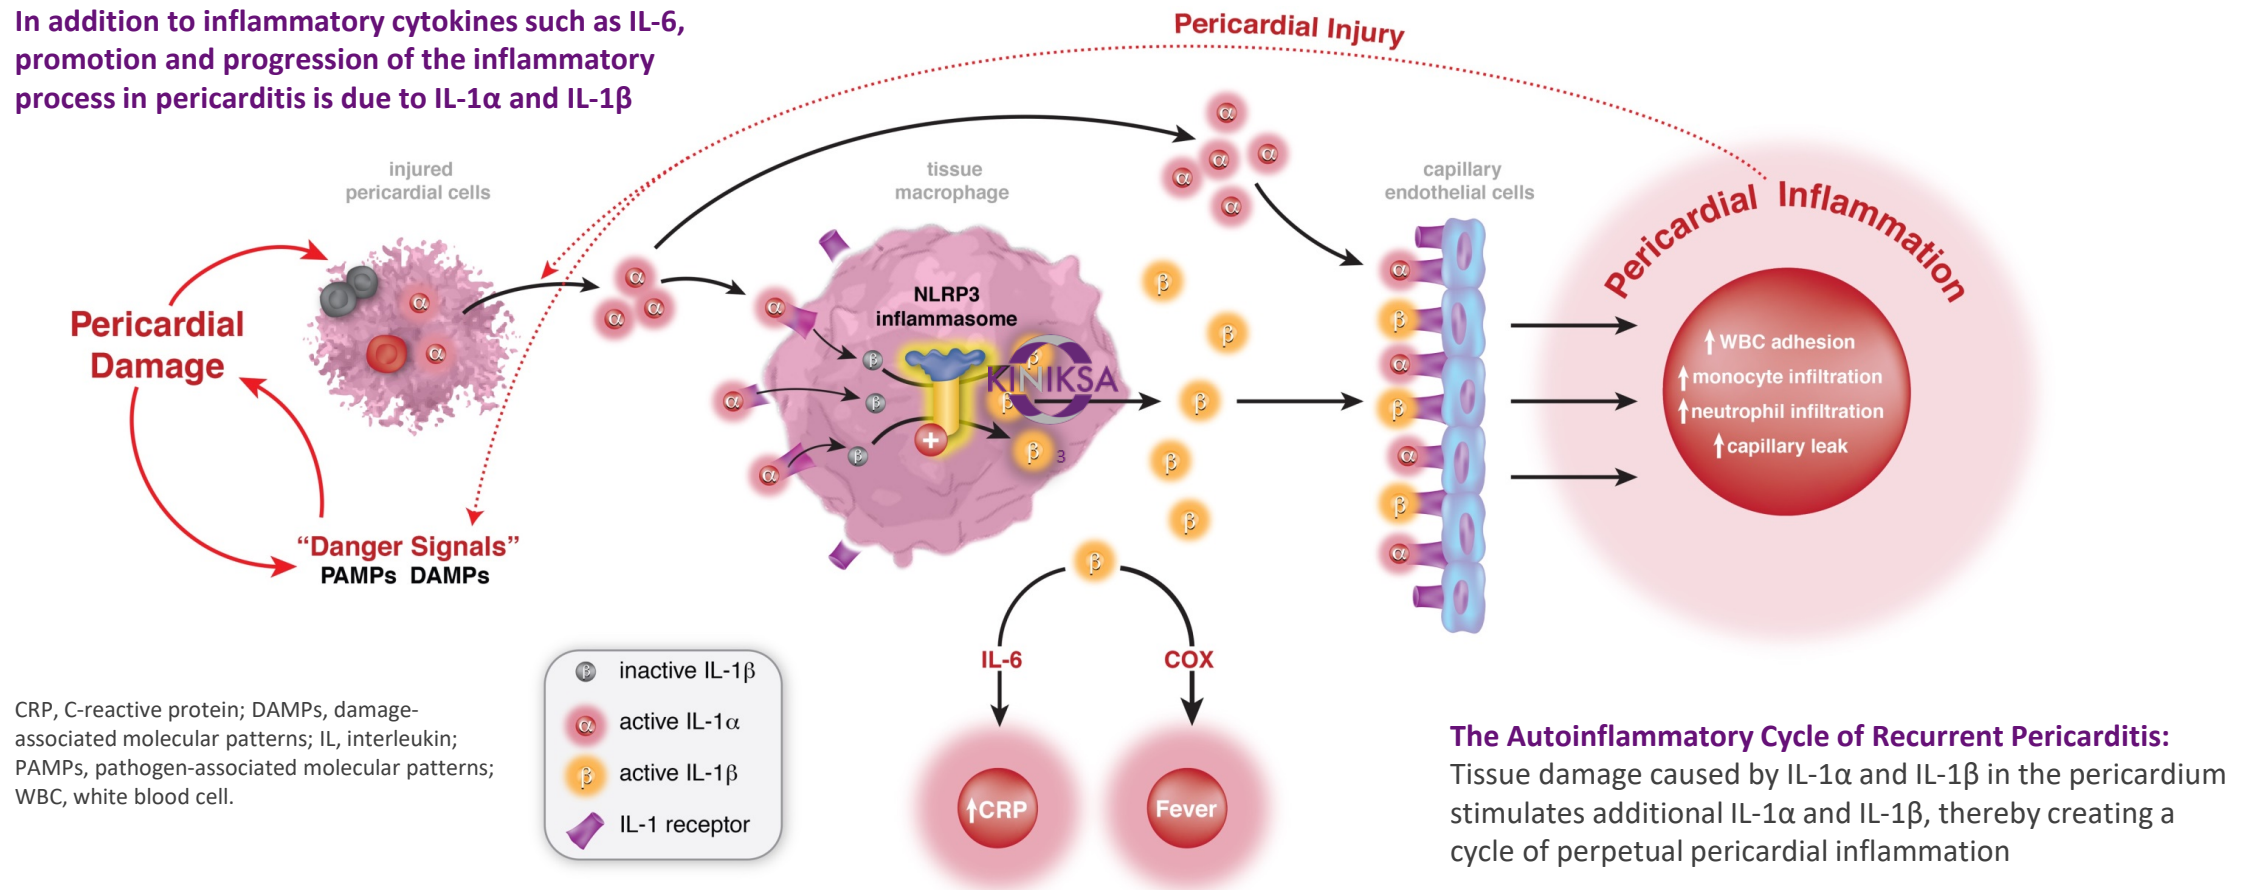 In addition to inflammatory cytokines such as IL-6,
promotion and progression of the inflammatory
process in pericarditis is due to IL-1α and IL-1β
Pericardial Injury
injured
pericardial cells
tissue
macrophage
capillary
endothelial cells
α
α
α
α
α
α
α
α
α
α
Pericardial
Damage
"Danger Signals"
PAMPs DAMPs
NLRP3
inflammasome
α
α
α
β
β
β
+
β
β
β
KINIKSA
3
β
β
β
β
β
β
α
β
α
β
α
β
α
Pericardial Inflammation
WBC adhesion
monocyte infiltration
neutrophil infiltration
capillary leak
IL-6
COX
CRP
Fever
β inactive IL-1β
α active IL-1α
β active IL-1β
IL-1 receptor
CRP, C-reactive protein; DAMPs, damage-
associated molecular patterns; IL, interleukin;
PAMPs, pathogen-associated molecular patterns;
WBC, white blood cell.
The Autoinflammatory Cycle of Recurrent Pericarditis:
Tissue damage caused by IL-1α and IL-1β in the pericardium
stimulates additional IL-1α and IL-1β, thereby creating a
cycle of perpetual pericardial inflammation